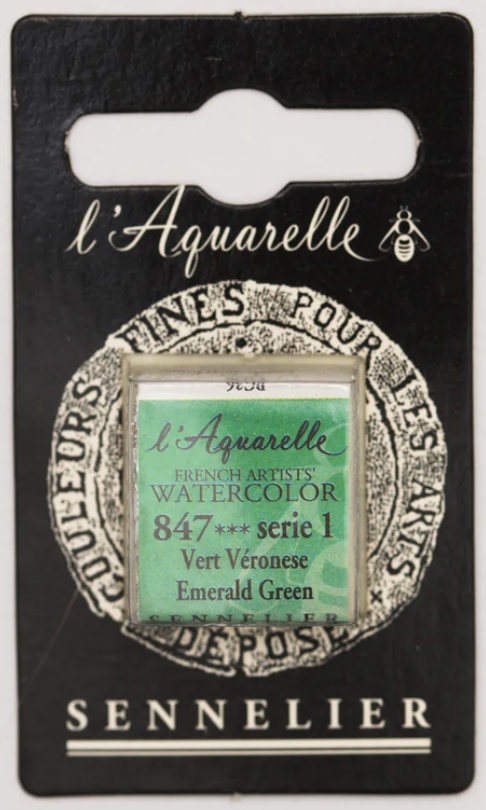 l'Aquarelle
COULEURS FINES POUR LES ARTS
l'Aquarelle
FRENCH ARTISTS'
WATERCOLOR
847*** serie 1
Vert Véronese
Emerald Green
SENNELIER
DÉPOSÉ
SENNELIER